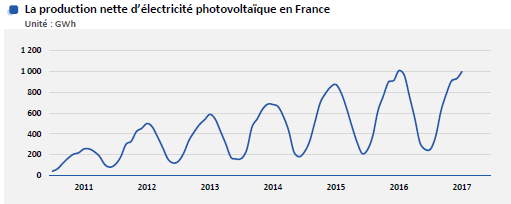 La production nette d'électricité photovoltaïque en France
Unité : GWh
1 200
1 000
800
600
400
200
0
2011 2012 2013 2014 2015 2016 2017